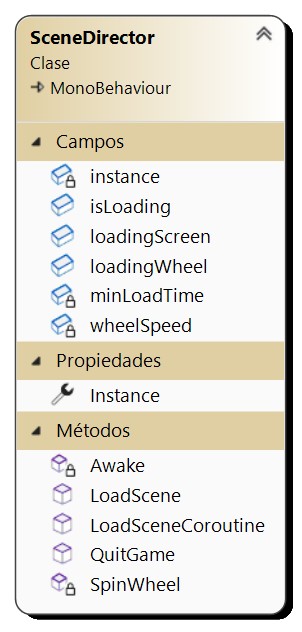 SceneDirector
Clase
MonoBehaviour
Campos
instance
isLoading
loadingScreen
loadingWheel
minLoadTime
wheelSpeed
Propiedades
Instance
Métodos
Awake
LoadScene
LoadSceneCoroutine
QuitGame
SpinWheel